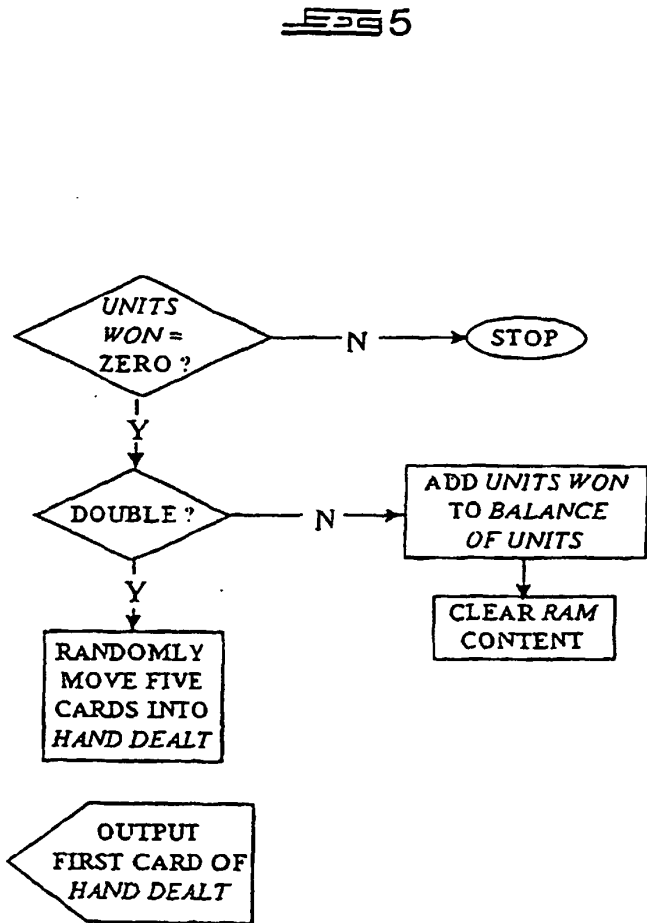 FIG 5
UNITS
WON =
ZERO ?
N
STOP
Y
DOUBLE ?
N
ADD UNITS WON
TO BALANCE
OF UNITS
Y
CLEAR RAM
CONTENT
RANDOMLY
MOVE FIVE
CARDS INTO
HAND DEALT
OUTPUT
FIRST CARD OF
HAND DEALT